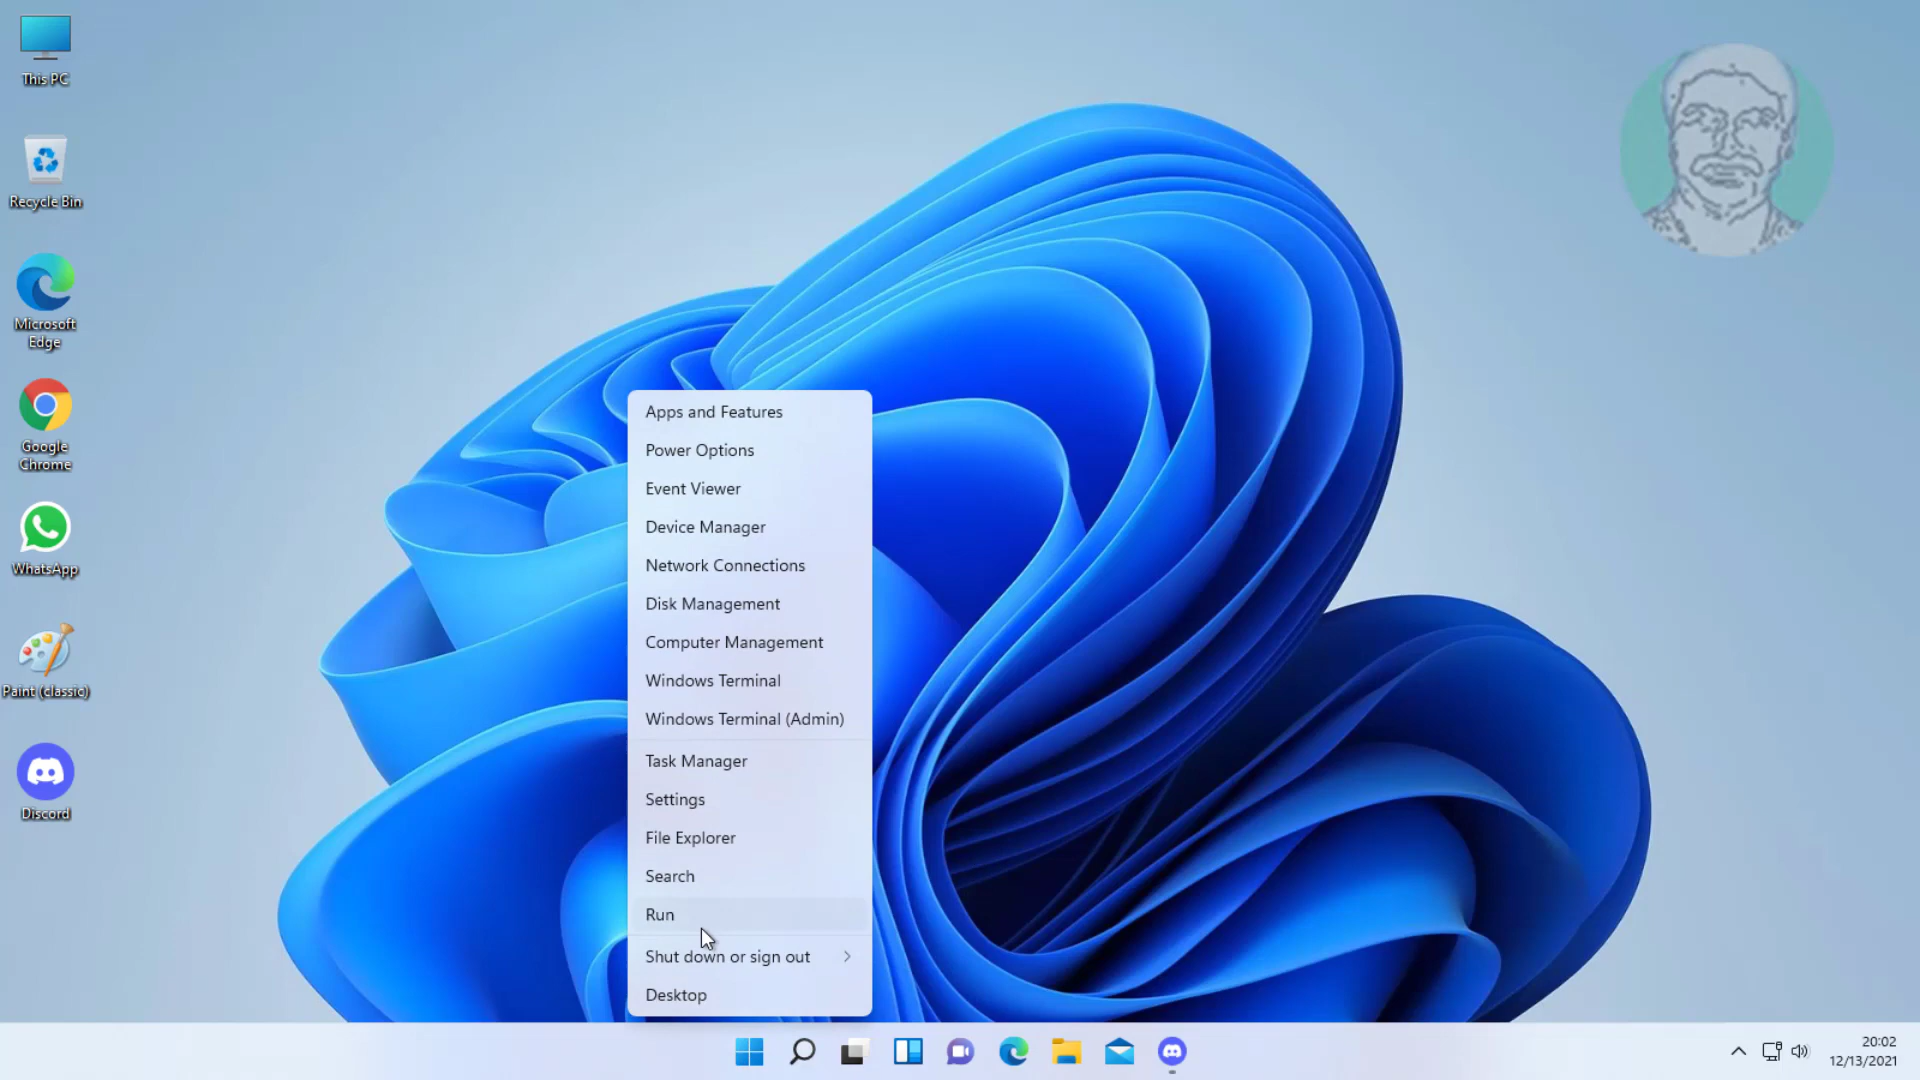 This PC
Recycle Bin
Microsoft
Edge
Google
Chrome
WhatsApp
Paint (classic)
Discord
Apps and Features
Power Options
Event Viewer
Device Manager
Network Connections
Disk Management
Computer Management
Windows Terminal
Windows Terminal (Admin)
Task Manager
Settings
File Explorer
Search
Run
Shut down or sign out
Desktop
20:02
12/13/2021